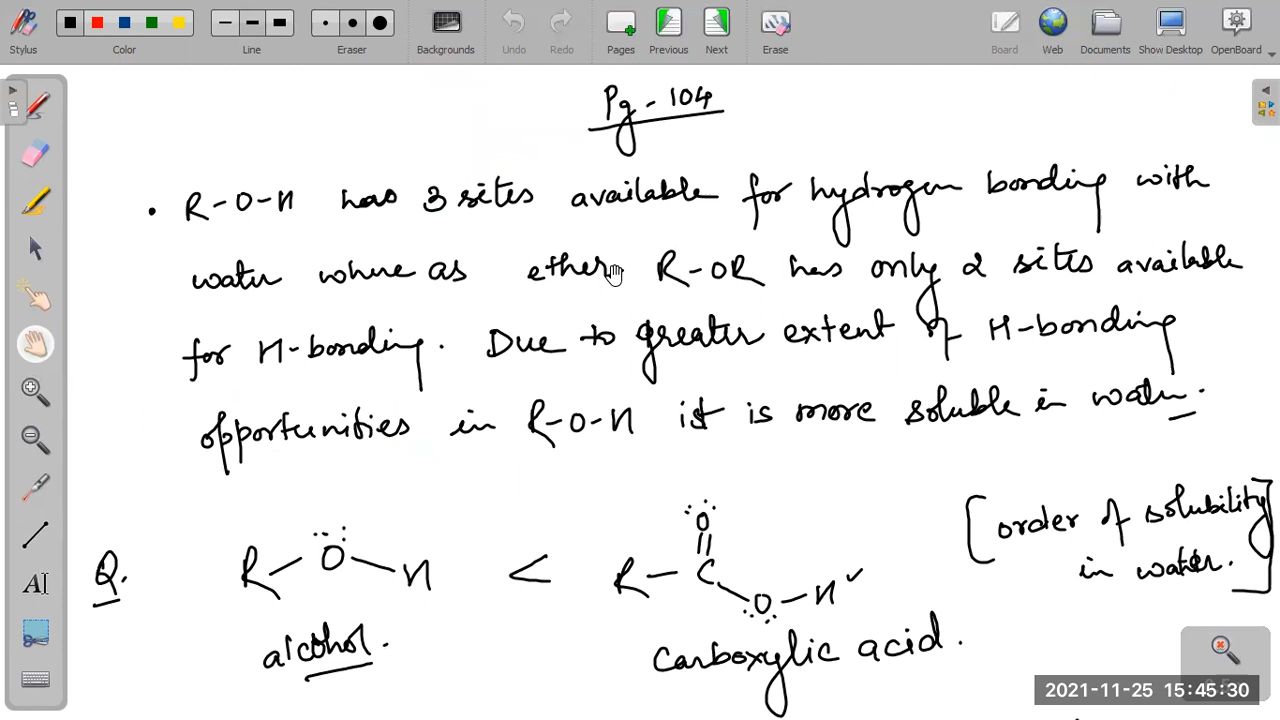 Stylus Color Line Eraser Backgrounds Undo Redo Pages Previous Next Erase Board Web Documents Show Desktop OpenBoard
Pg - 104
• R-O-H has 3 sites available for hydrogen bonding with
water where as ether R-OR has only 2 sites available
for H-bonding. Due to greater extent of H-bonding
opportunities in R-O-H it is more soluble in water.
Q. R-O-H < R-C(=O)-O-H ✓ [order of solubility
in water.]
alcohol. carboxylic acid.
2021-11-25 15:45:30